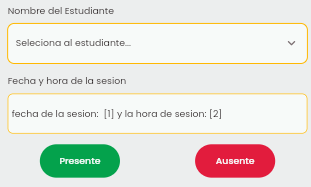 Nombre del Estudiante
Seleciona al estudiante...
Fecha y hora de la sesion
fecha de la sesion:  [1] y la hora de sesion: [2]
Presente Ausente